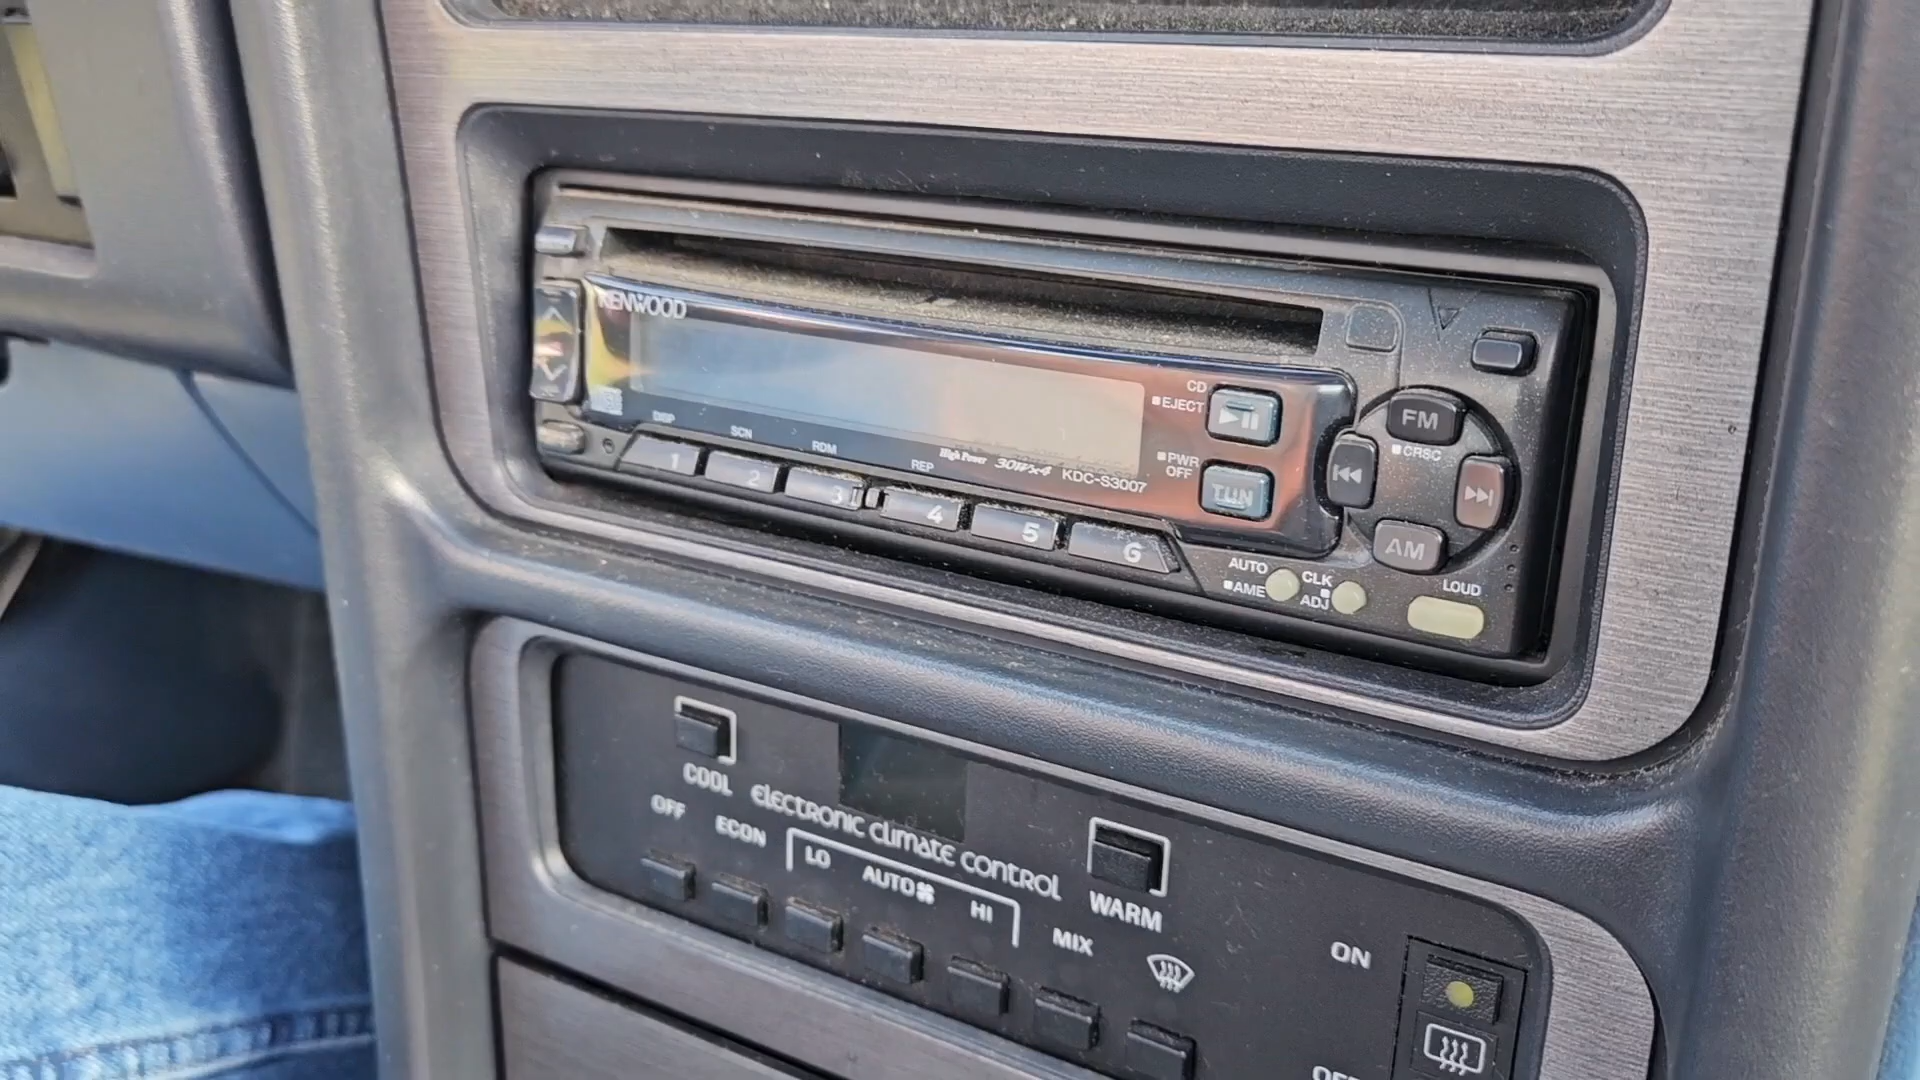 KENWOOD
CD
EJECT
DISP
SCN
RDM
REP
High Power 30W×4 KDC-S3007
PWR
OFF
TUN
FM
CRSC
AM
1 2 3 4 5 6
AUTO
AME
CLK
ADJ
LOUD
COOL
electronic climate control
WARM
OFF
ECON
LO
AUTO
HI
MIX
ON